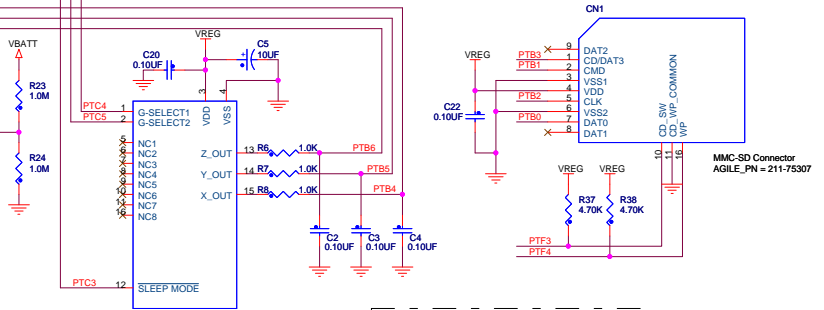 VBATT
R23
1.0M
R24
1.0M
C20
0.10UF
VREG
C5
10UF
+
3
4
PTC4
1
G-SELECT1
PTC5
2
G-SELECT2
VDD
VSS
5
NC1
6
NC2
NC3
NC4
9
NC5
10
NC6
11
NC7
16
NC8
Z_OUT
13
R6
1.0K
PTB6
Y_OUT
14
R7
1.0K
PTB5
X_OUT
15
R8
1.0K
PTB4
C2
0.10UF
C3
0.10UF
C4
0.10UF
PTC3
12
SLEEP MODE
CN1
VREG
C22
0.10UF
9
DAT2
PTB3
1
CD/DAT3
PTB1
2
CMD
3
VSS1
4
VDD
PTB2
5
CLK
6
VSS2
PTB0
7
DAT0
8
DAT1
CD_SW
CD_WP_COMMON
WP
10
11
16
MMC-SD Connector
AGILE_PN = 211-75307
VREG
VREG
R37
4.70K
R38
4.70K
PTF3
PTF4